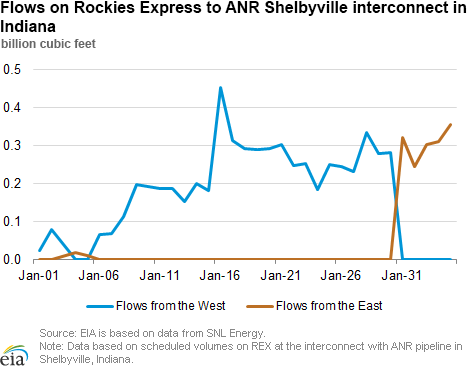 Flows on Rockies Express to ANR Shelbyville interconnect in
Indiana
billion cubic feet
0.5
0.4
0.3
0.2
0.1
0.0
Jan-01 Jan-06 Jan-11 Jan-16 Jan-21 Jan-26 Jan-31
Flows from the West Flows from the East
Source: EIA is based on data from SNL Energy.
Note: Data based on scheduled volumes on REX at the interconnect with ANR pipeline in
Shelbyville, Indiana.
eia